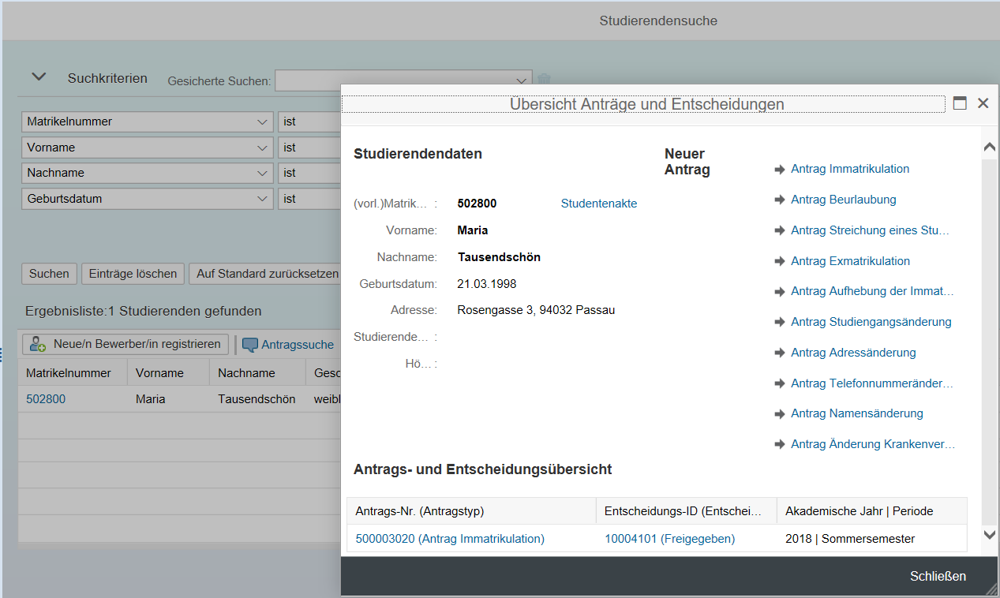 Studierendensuche
Suchkriterien Gesicherte Suchen:
Matrikelnummer ist
Vorname ist
Nachname ist
Geburtsdatum ist
Suchen Einträge löschen Auf Standard zurücksetzen
Ergebnisliste:1 Studierenden gefunden
Neue/n Bewerber/in registrieren Antragssuche
Matrikelnummer Vorname Nachname Gesc
502800 Maria Tausendschön weibl
Übersicht Anträge und Entscheidungen
Studierendendaten
(vorl.)Matrik... : 502800 Studentenakte
Vorname: Maria
Nachname: Tausendschön
Geburtsdatum: 21.03.1998
Adresse: Rosengasse 3, 94032 Passau
Studierende... :
Hö... :
Neuer
Antrag
Antrag Immatrikulation
Antrag Beurlaubung
Antrag Streichung eines Stu...
Antrag Exmatrikulation
Antrag Aufhebung der Immat...
Antrag Studiengangsänderung
Antrag Adressänderung
Antrag Telefonnummeränder...
Antrag Namensänderung
Antrag Änderung Krankenver...
Antrags- und Entscheidungsübersicht
Antrags-Nr. (Antragstyp) Entscheidungs-ID (Entschei... Akademische Jahr | Periode
500003020 (Antrag Immatrikulation) 10004101 (Freigegeben) 2018 | Sommersemester
Schließen